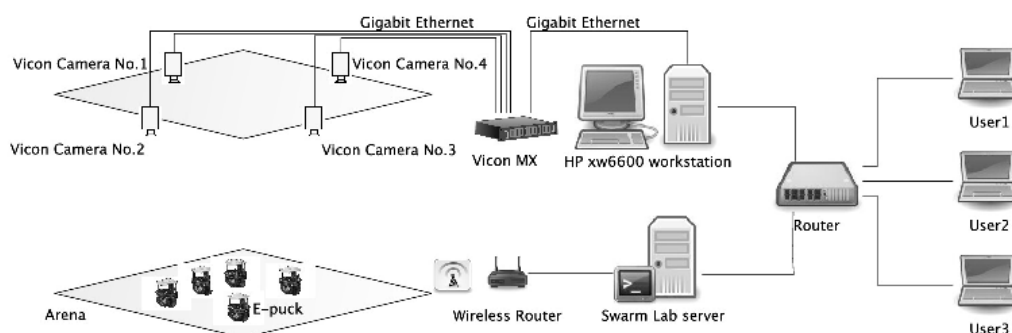 Gigabit Ethernet
Gigabit Ethernet
Vicon Camera No.1
Vicon Camera No.4
Vicon Camera No.2
Vicon Camera No.3
Vicon MX
HP xw6600 workstation
User1
Router
User2
E-puck
Arena
Wireless Router
Swarm Lab server
User3